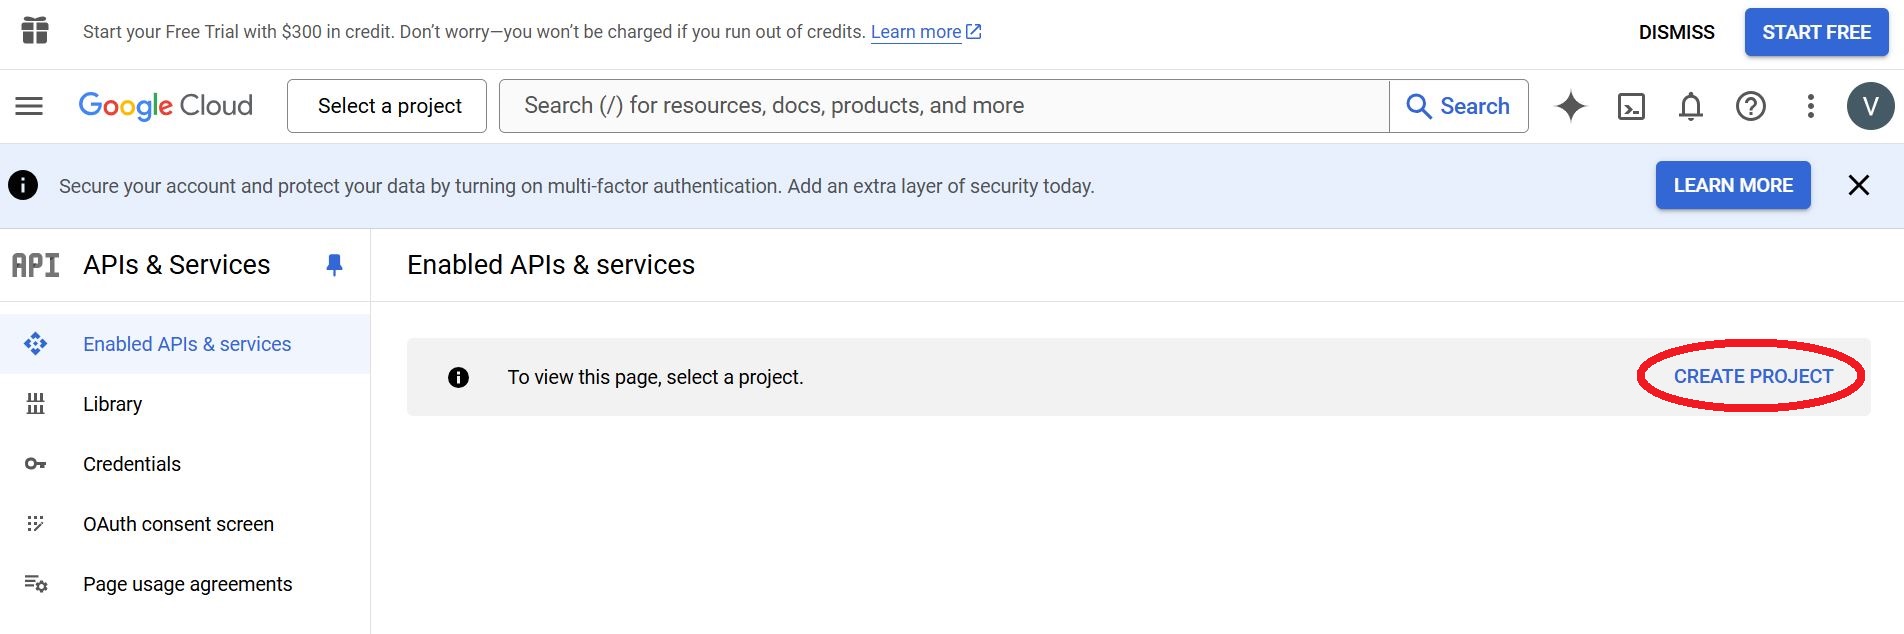 Start your Free Trial with $300 in credit. Don’t worry—you won’t be charged if you run out of credits. Learn more
DISMISS
START FREE
Google Cloud
Select a project
Search (/) for resources, docs, products, and more
Search
V
Secure your account and protect your data by turning on multi-factor authentication. Add an extra layer of security today.
LEARN MORE
API
APIs & Services
Enabled APIs & services
Enabled APIs & services
To view this page, select a project.
CREATE PROJECT
Library
Credentials
OAuth consent screen
Page usage agreements